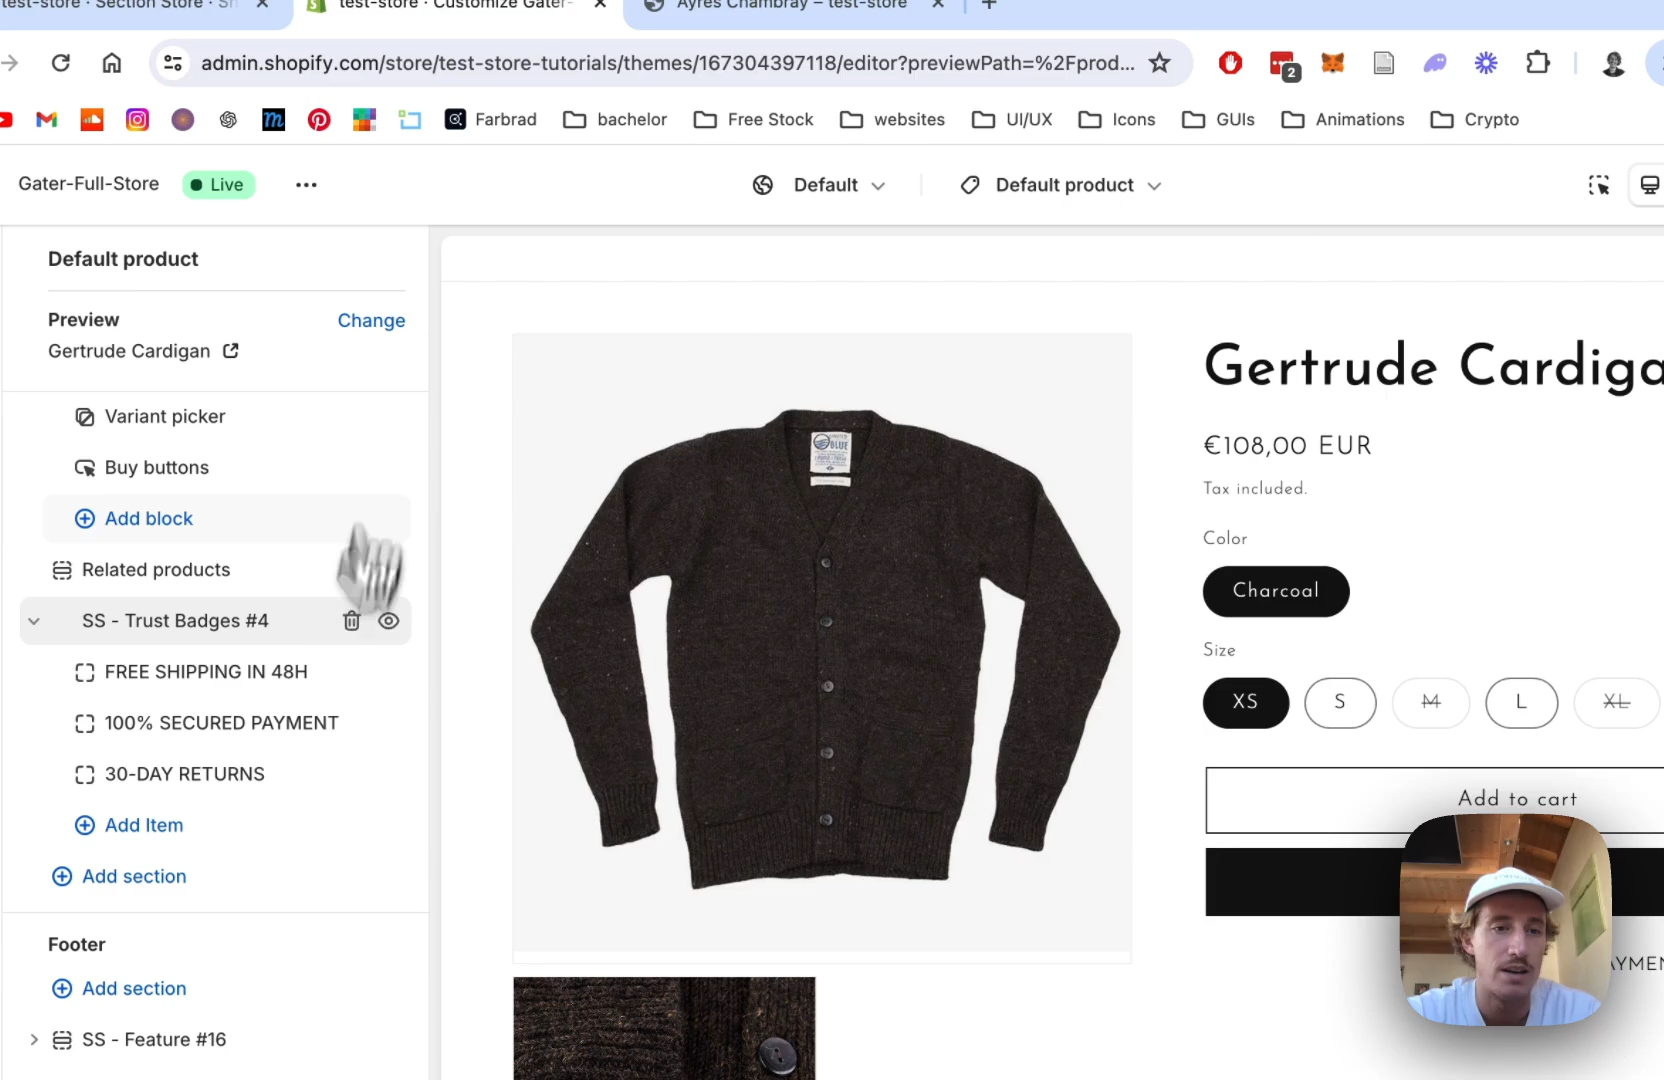 test-store · Section Store · Sh
test-store · Customize Gater-
Ayres Chambray – test-store
admin.shopify.com/store/test-store-tutorials/themes/167304397118/editor?previewPath=%2Fprod...
2
Farbrad
bachelor
Free Stock
websites
UI/UX
Icons
GUIs
Animations
Crypto
Gater-Full-Store
Live
Default
Default product
Default product
Preview
Change
Gertrude Cardigan
Variant picker
Buy buttons
Add block
Related products
SS - Trust Badges #4
FREE SHIPPING IN 48H
100% SECURED PAYMENT
30-DAY RETURNS
Add Item
Add section
Footer
Add section
SS - Feature #16
BLUE
Gertrude Cardiga
€108,00 EUR
Tax included.
Color
Charcoal
Size
XS
S
M
L
XL
Add to cart
AYMEN